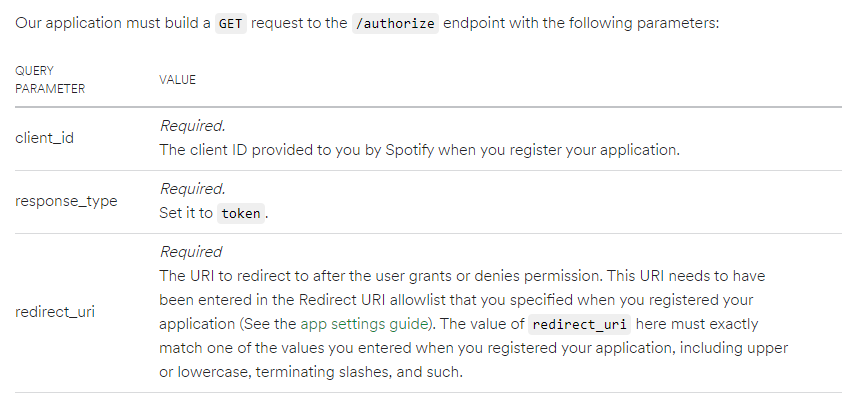 Our application must build a GET request to the /authorize endpoint with the following parameters:
QUERY
PARAMETER
VALUE
client_id
Required.
The client ID provided to you by Spotify when you register your application.
response_type
Required.
Set it to token.
redirect_uri
Required
The URI to redirect to after the user grants or denies permission. This URI needs to have
been entered in the Redirect URI allowlist that you specified when you registered your
application (See the app settings guide). The value of redirect_uri here must exactly
match one of the values you entered when you registered your application, including upper
or lowercase, terminating slashes, and such.